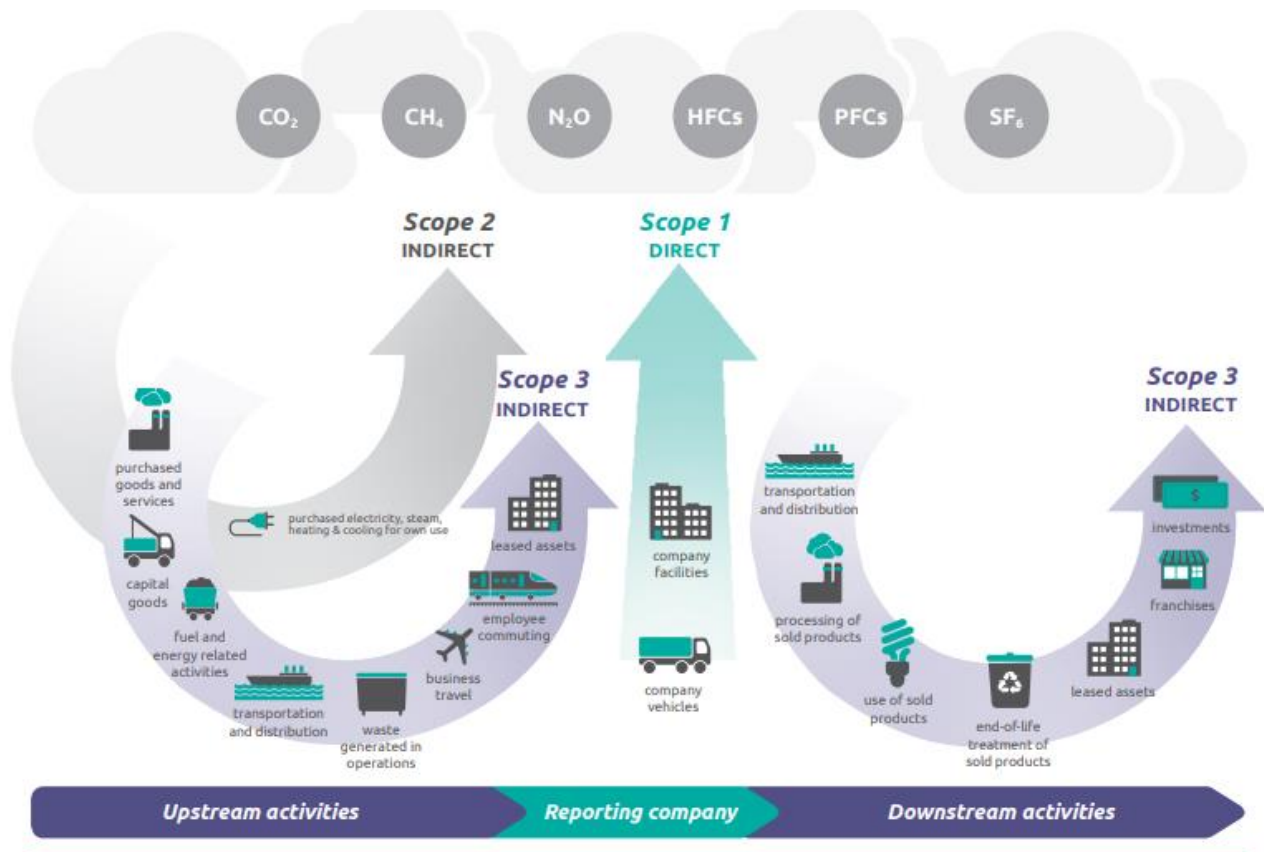 CO₂
CH₄
N₂O
HFCs
PFCs
SF₆
Scope 2
INDIRECT
Scope 1
DIRECT
Scope 3
INDIRECT
Scope 3
INDIRECT
purchased
goods and
services
capital
goods
fuel and
energy related
activities
transportation
and distribution
waste
generated in
operations
business
travel
employee
commuting
leased assets
purchased electricity, steam,
heating & cooling for own use
company
facilities
company
vehicles
transportation
and distribution
processing of
sold products
use of sold
products
end-of-life
treatment of
sold products
leased assets
franchises
$
investments
Upstream activities
Reporting company
Downstream activities